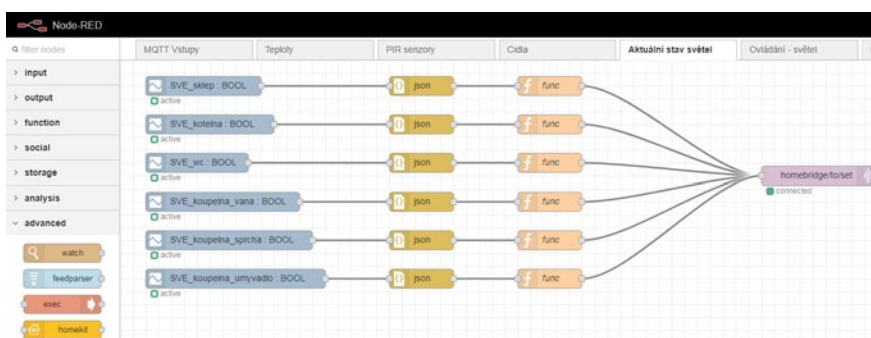 Node-RED
filter nodes
MQTT Vstupy
Teploty
PIR senzory
Čidla
Aktuální stav světel
Ovládání - světel
input
output
function
social
storage
analysis
advanced
watch
feedparser
exec
homekit
SVE_sklep : BOOL
json
func
active
SVE_kotelna : BOOL
json
func
active
SVE_wc : BOOL
json
func
active
SVE_koupelna_vana : BOOL
json
func
active
SVE_koupelna_sprcha : BOOL
json
func
active
SVE_koupelna_umyvadlo : BOOL
json
func
active
homebridge/to/set
connected